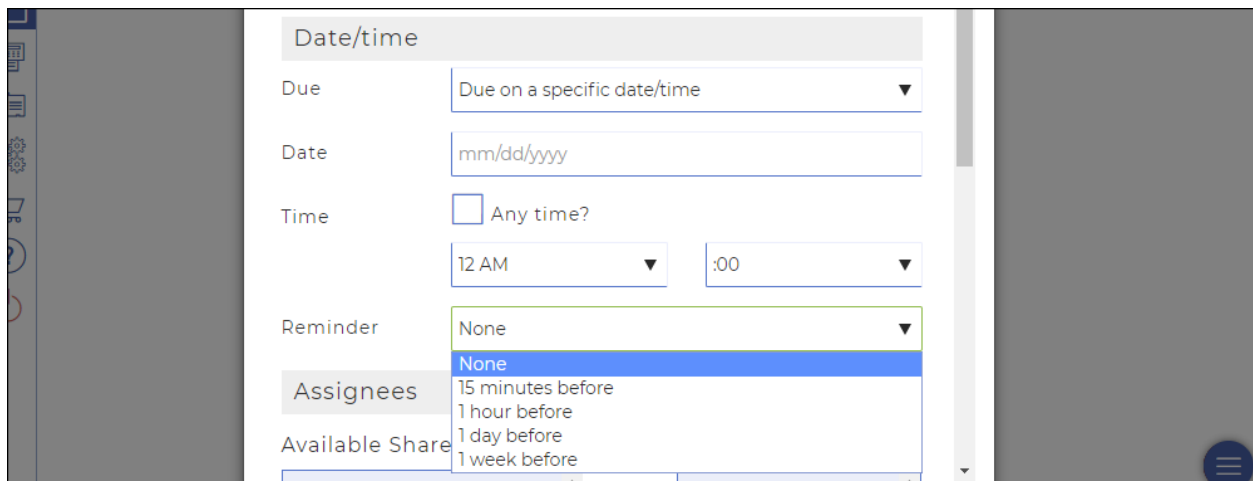 Date/time
Due
Due on a specific date/time
Date
mm/dd/yyyy
Time
Any time?
12 AM
:00
Reminder
None
None
15 minutes before
1 hour before
1 day before
1 week before
Assignees
Available Share
?